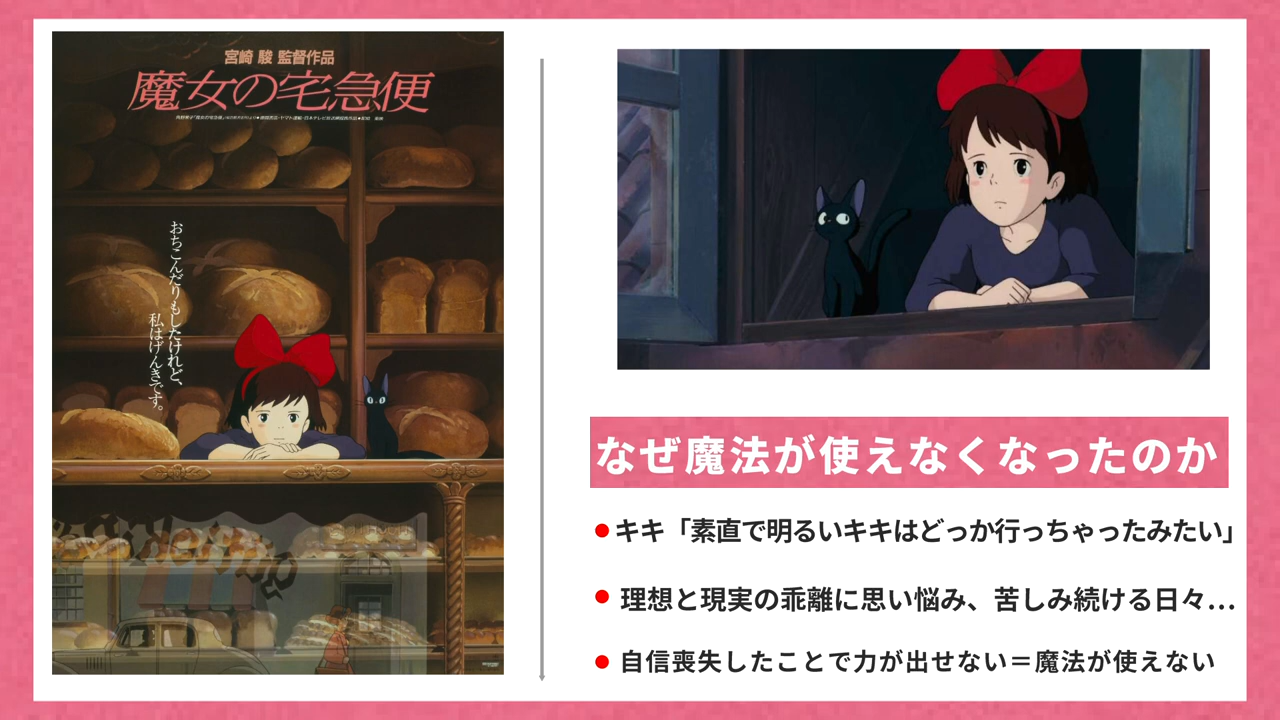 宮崎 駿 監督作品
魔女の宅急便
おちこんだりもしたけれど、
私はげんきです。
なぜ魔法が使えなくなったのか
●キキ「素直で明るいキキはどっか行っちゃったみたい」
●理想と現実の乖離に思い悩み、苦しみ続ける日々…
●自信喪失したことで力が出せない＝魔法が使えない